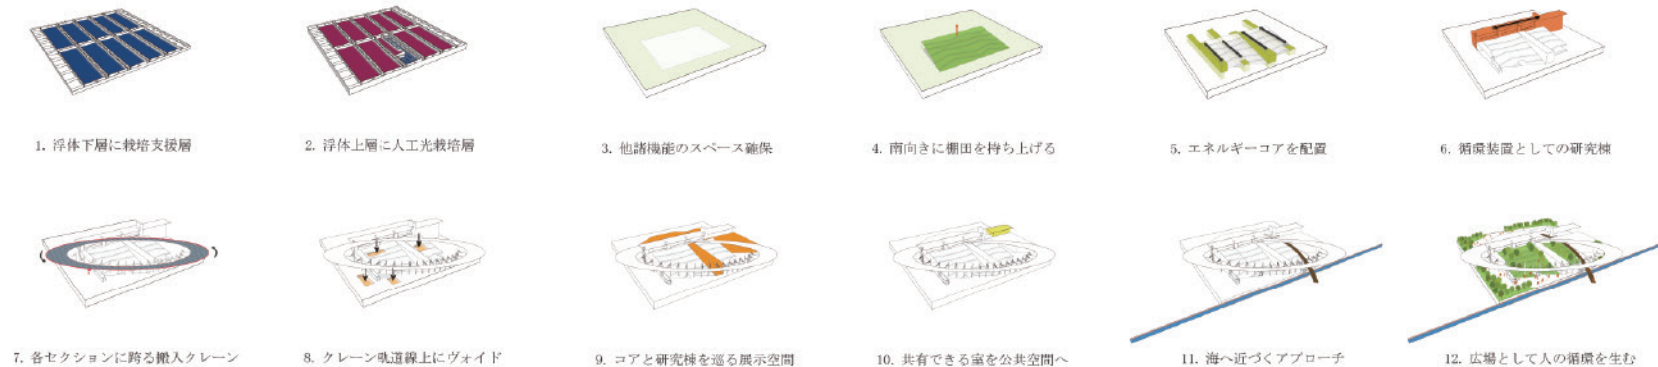 1. 浮体下層に栽培支援層
2. 浮体上層に人工光栽培層
3. 他諸機能のスペース確保
4. 南向きに棚田を持ち上げる
5. エネルギーコアを配置
6. 循環装置としての研究棟
7. 各セクションに跨る搬入クレーン
8. クレーン軌道線上にヴォイド
9. コアと研究棟を巡る展示空間
10. 共有できる室を公共空間へ
11. 海へ近づくアプローチ
12. 広場として人の循環を生む